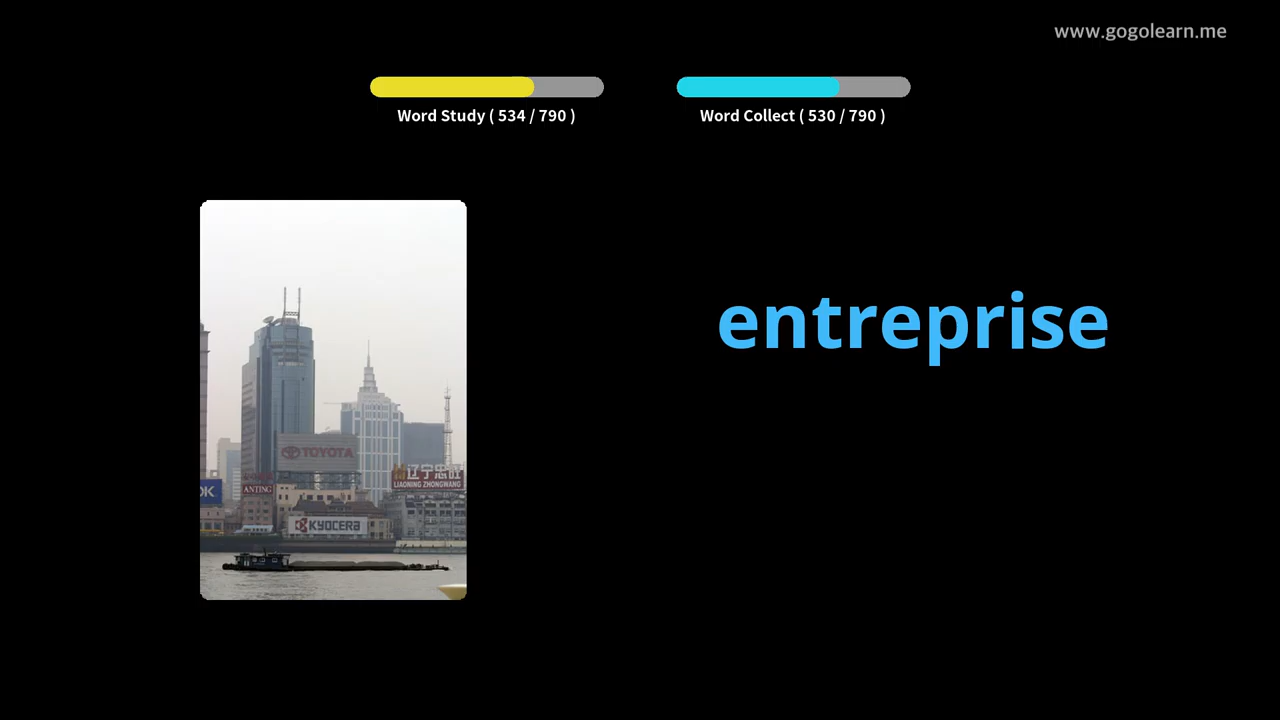 www.gogolearn.me
Word Study ( 534 / 790 )
Word Collect ( 530 / 790 )
entreprise
TOYOTA
辽宁忠旺
LIAONING ZHONGWANG
OK
ANTING
KYOCERA